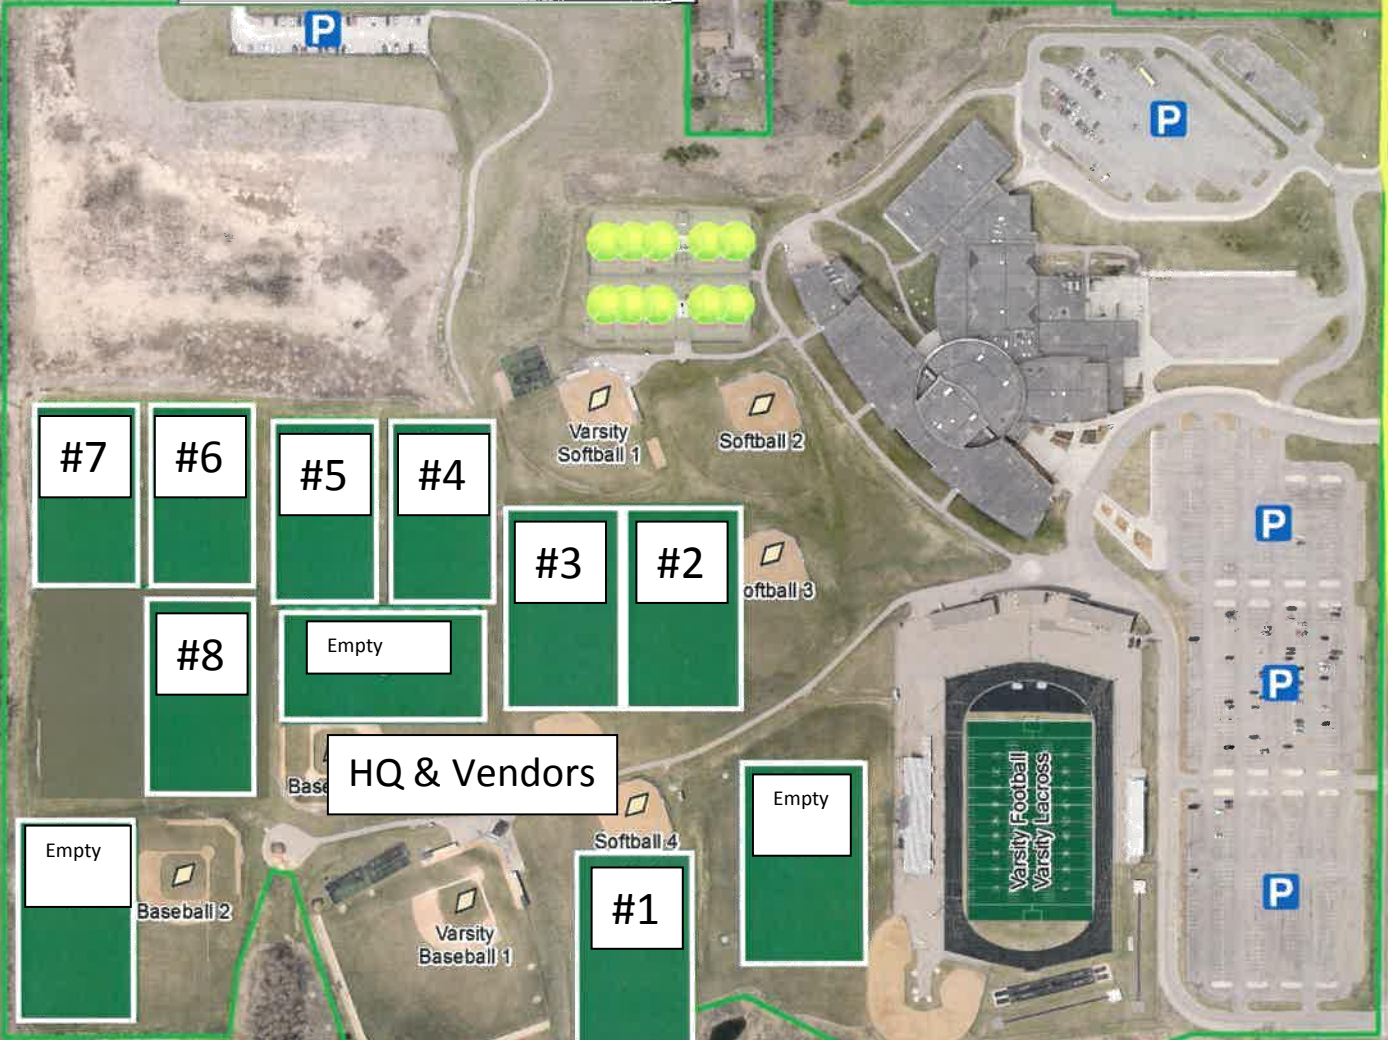 P
P
Varsity
Softball 1
Softball 2
#7
#6
#5
#4
#3
#2
oftball 3
P
#8
Empty
P
HQ & Vendors
Base
Empty
Varsity Football
Varsity Lacross
Softball 4
Empty
Baseball 2
#1
P
Varsity
Baseball 1